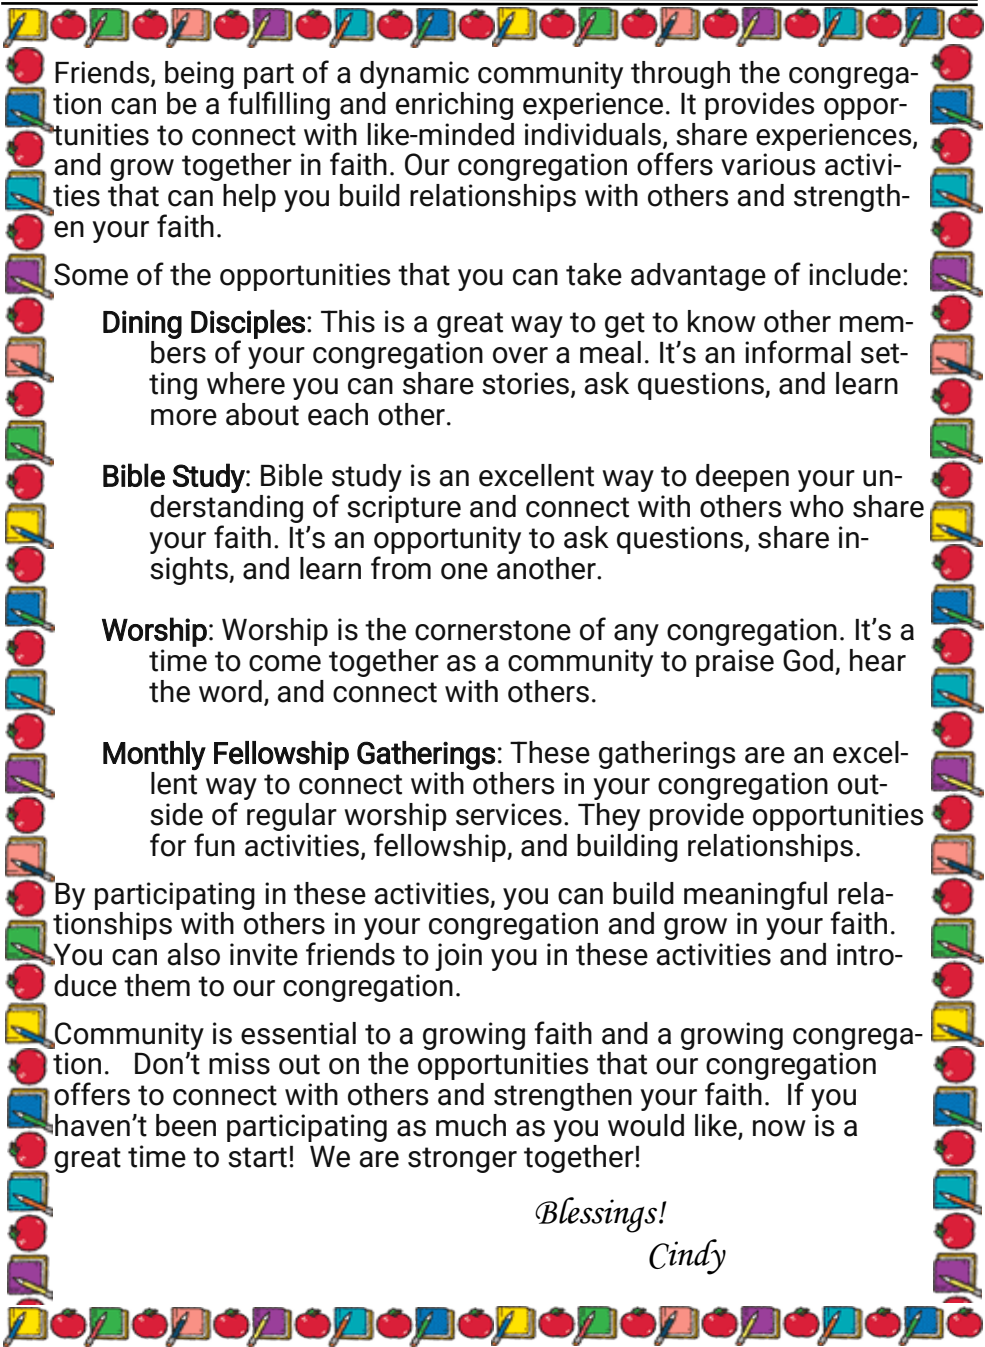 Friends, being part of a dynamic community through the congrega-
tion can be a fulfilling and enriching experience. It provides oppor-
tunities to connect with like-minded individuals, share experiences,
and grow together in faith. Our congregation offers various activi-
ties that can help you build relationships with others and strength-
en your faith.
Some of the opportunities that you can take advantage of include:
Dining Disciples: This is a great way to get to know other mem-
bers of your congregation over a meal. It’s an informal set-
ting where you can share stories, ask questions, and learn
more about each other.
Bible Study: Bible study is an excellent way to deepen your un-
derstanding of scripture and connect with others who share
your faith. It’s an opportunity to ask questions, share in-
sights, and learn from one another.
Worship: Worship is the cornerstone of any congregation. It’s a
time to come together as a community to praise God, hear
the word, and connect with others.
Monthly Fellowship Gatherings: These gatherings are an excel-
lent way to connect with others in your congregation out-
side of regular worship services. They provide opportunities
for fun activities, fellowship, and building relationships.
By participating in these activities, you can build meaningful rela-
tionships with others in your congregation and grow in your faith.
You can also invite friends to join you in these activities and intro-
duce them to our congregation.
Community is essential to a growing faith and a growing congrega-
tion.   Don’t miss out on the opportunities that our congregation
offers to connect with others and strengthen your faith.  If you
haven’t been participating as much as you would like, now is a
great time to start!  We are stronger together!
Blessings!
Cindy